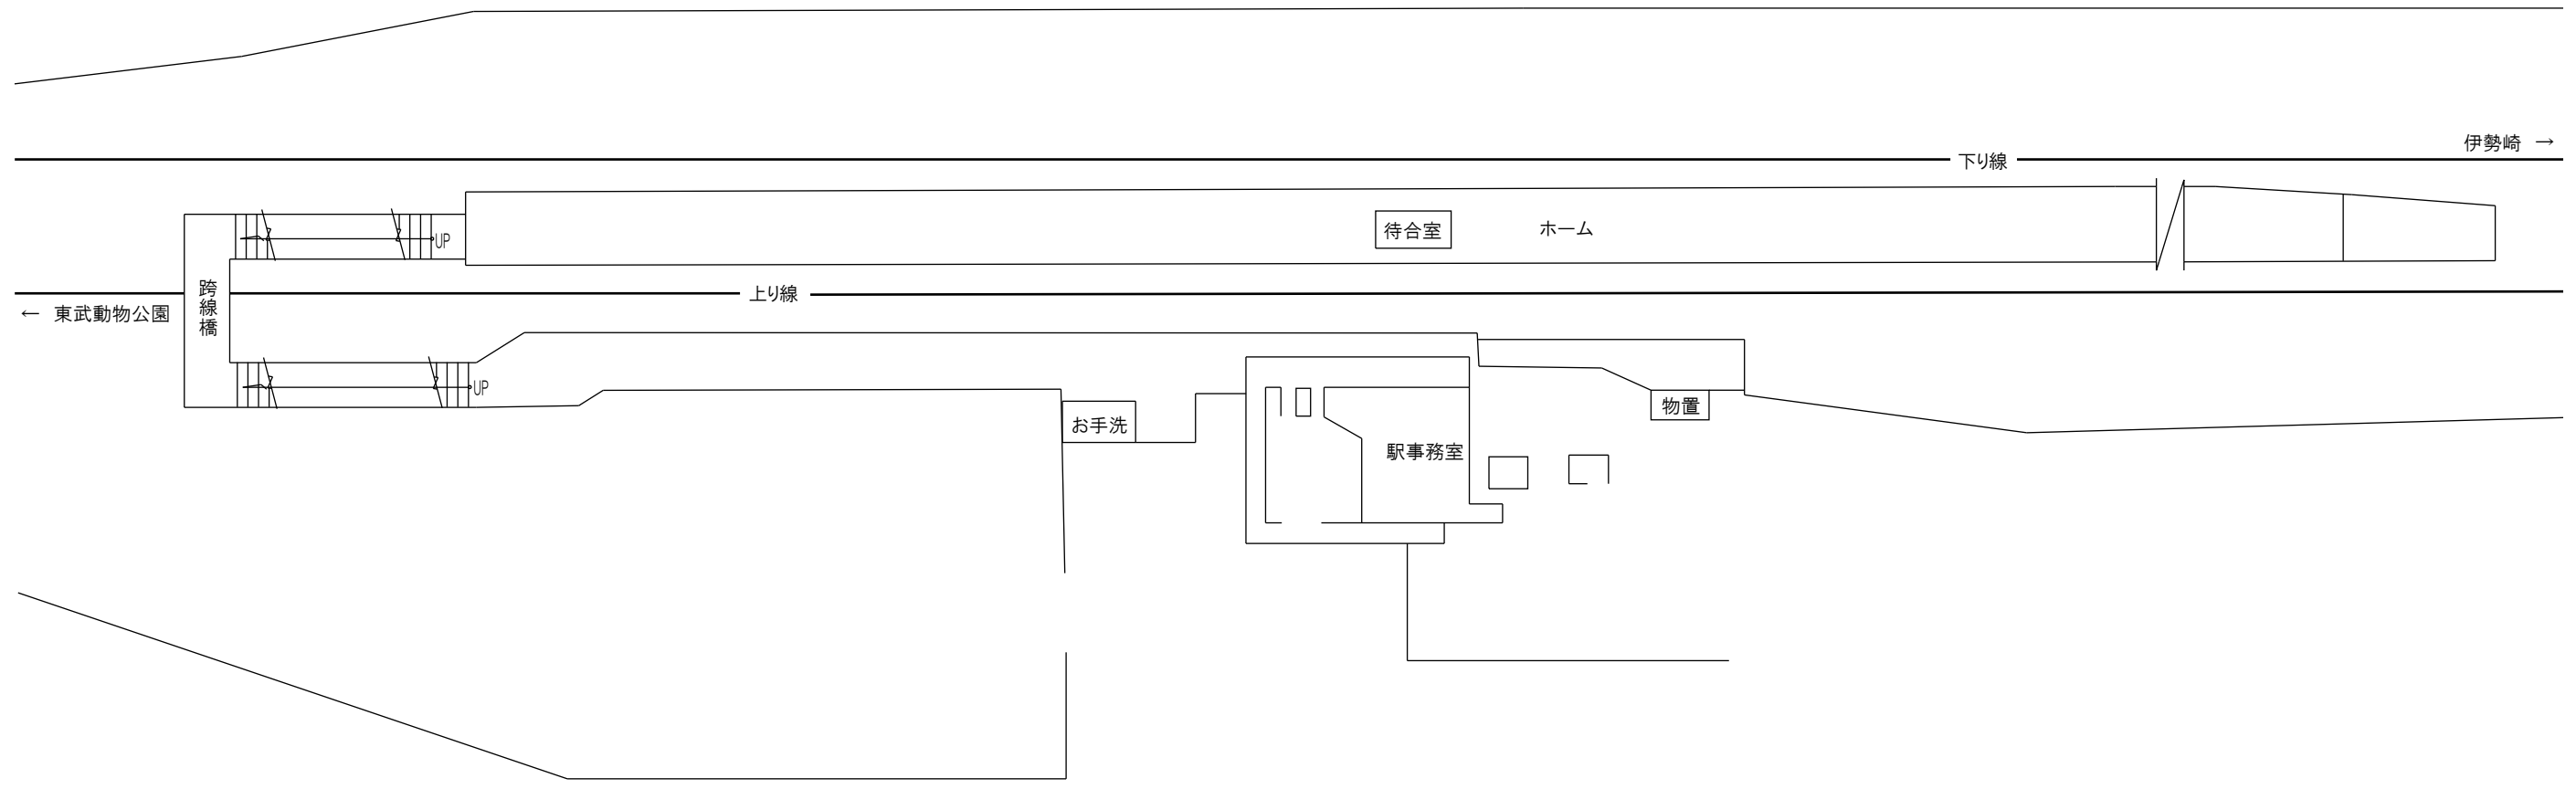 伊勢崎 →
下り線
待合室
ホーム
UP
跨線橋
上り線
← 東武動物公園
UP
物置
お手洗
駅事務室